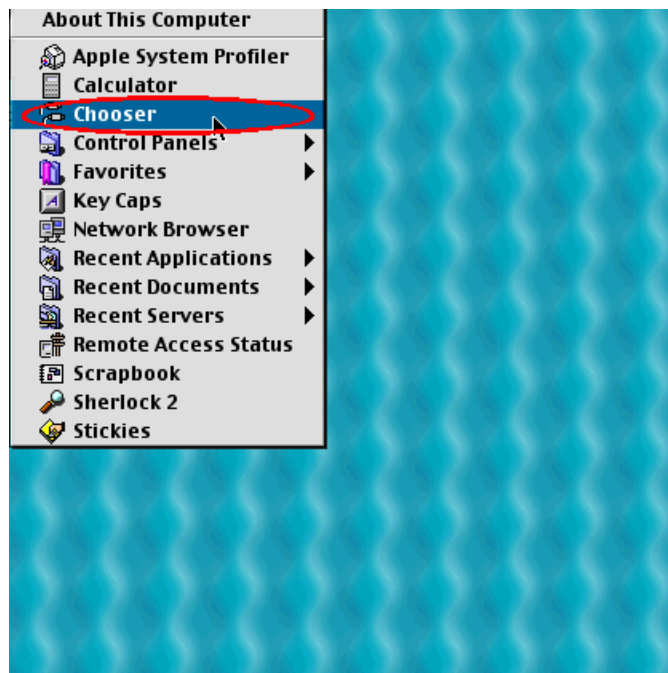 About This Computer
Apple System Profiler
Calculator
Chooser
Control Panels
Favorites
Key Caps
Network Browser
Recent Applications
Recent Documents
Recent Servers
Remote Access Status
Scrapbook
Sherlock 2
Stickies